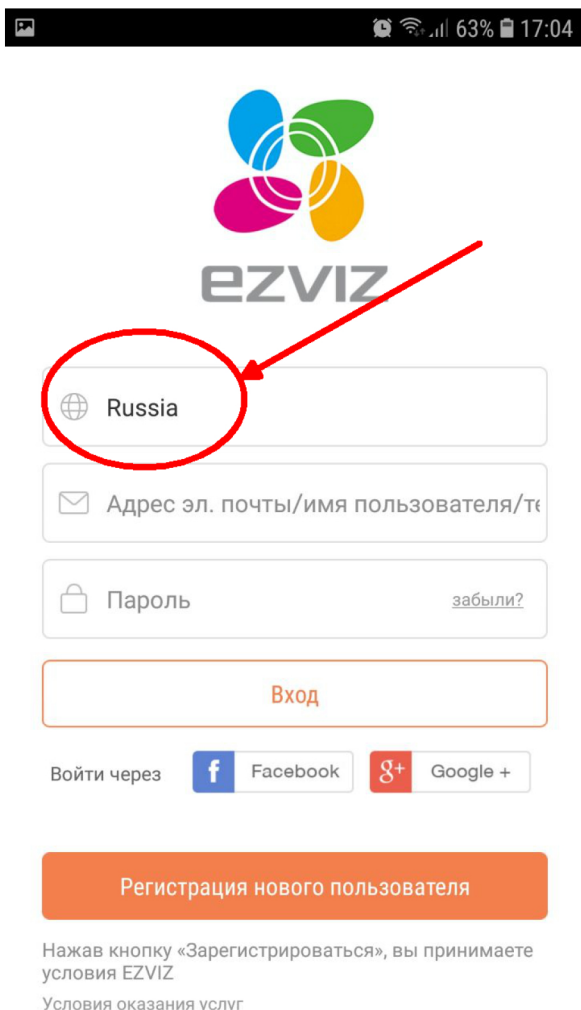 63% 17:04
ezviz
Russia
Адрес эл. почты/имя пользователя/те
Пароль забыли?
Вход
Войти через f Facebook g+ Google +
Регистрация нового пользователя
Нажав кнопку «Зарегистрироваться», вы принимаете
условия EZVIZ
Условия оказания услуг